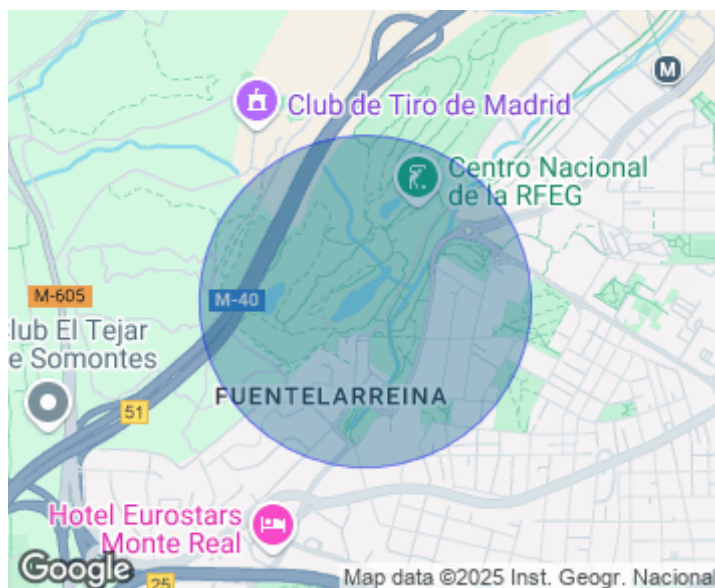 Club de Tiro de Madrid
M
Centro Nacional
de la RFEG
M-605
M-40
lub El Tejar
e Somontes
51
FUENTELARREINA
Hotel Eurostars
Monte Real
Google
25
Map data ©2025 Inst. Geogr. Nacional